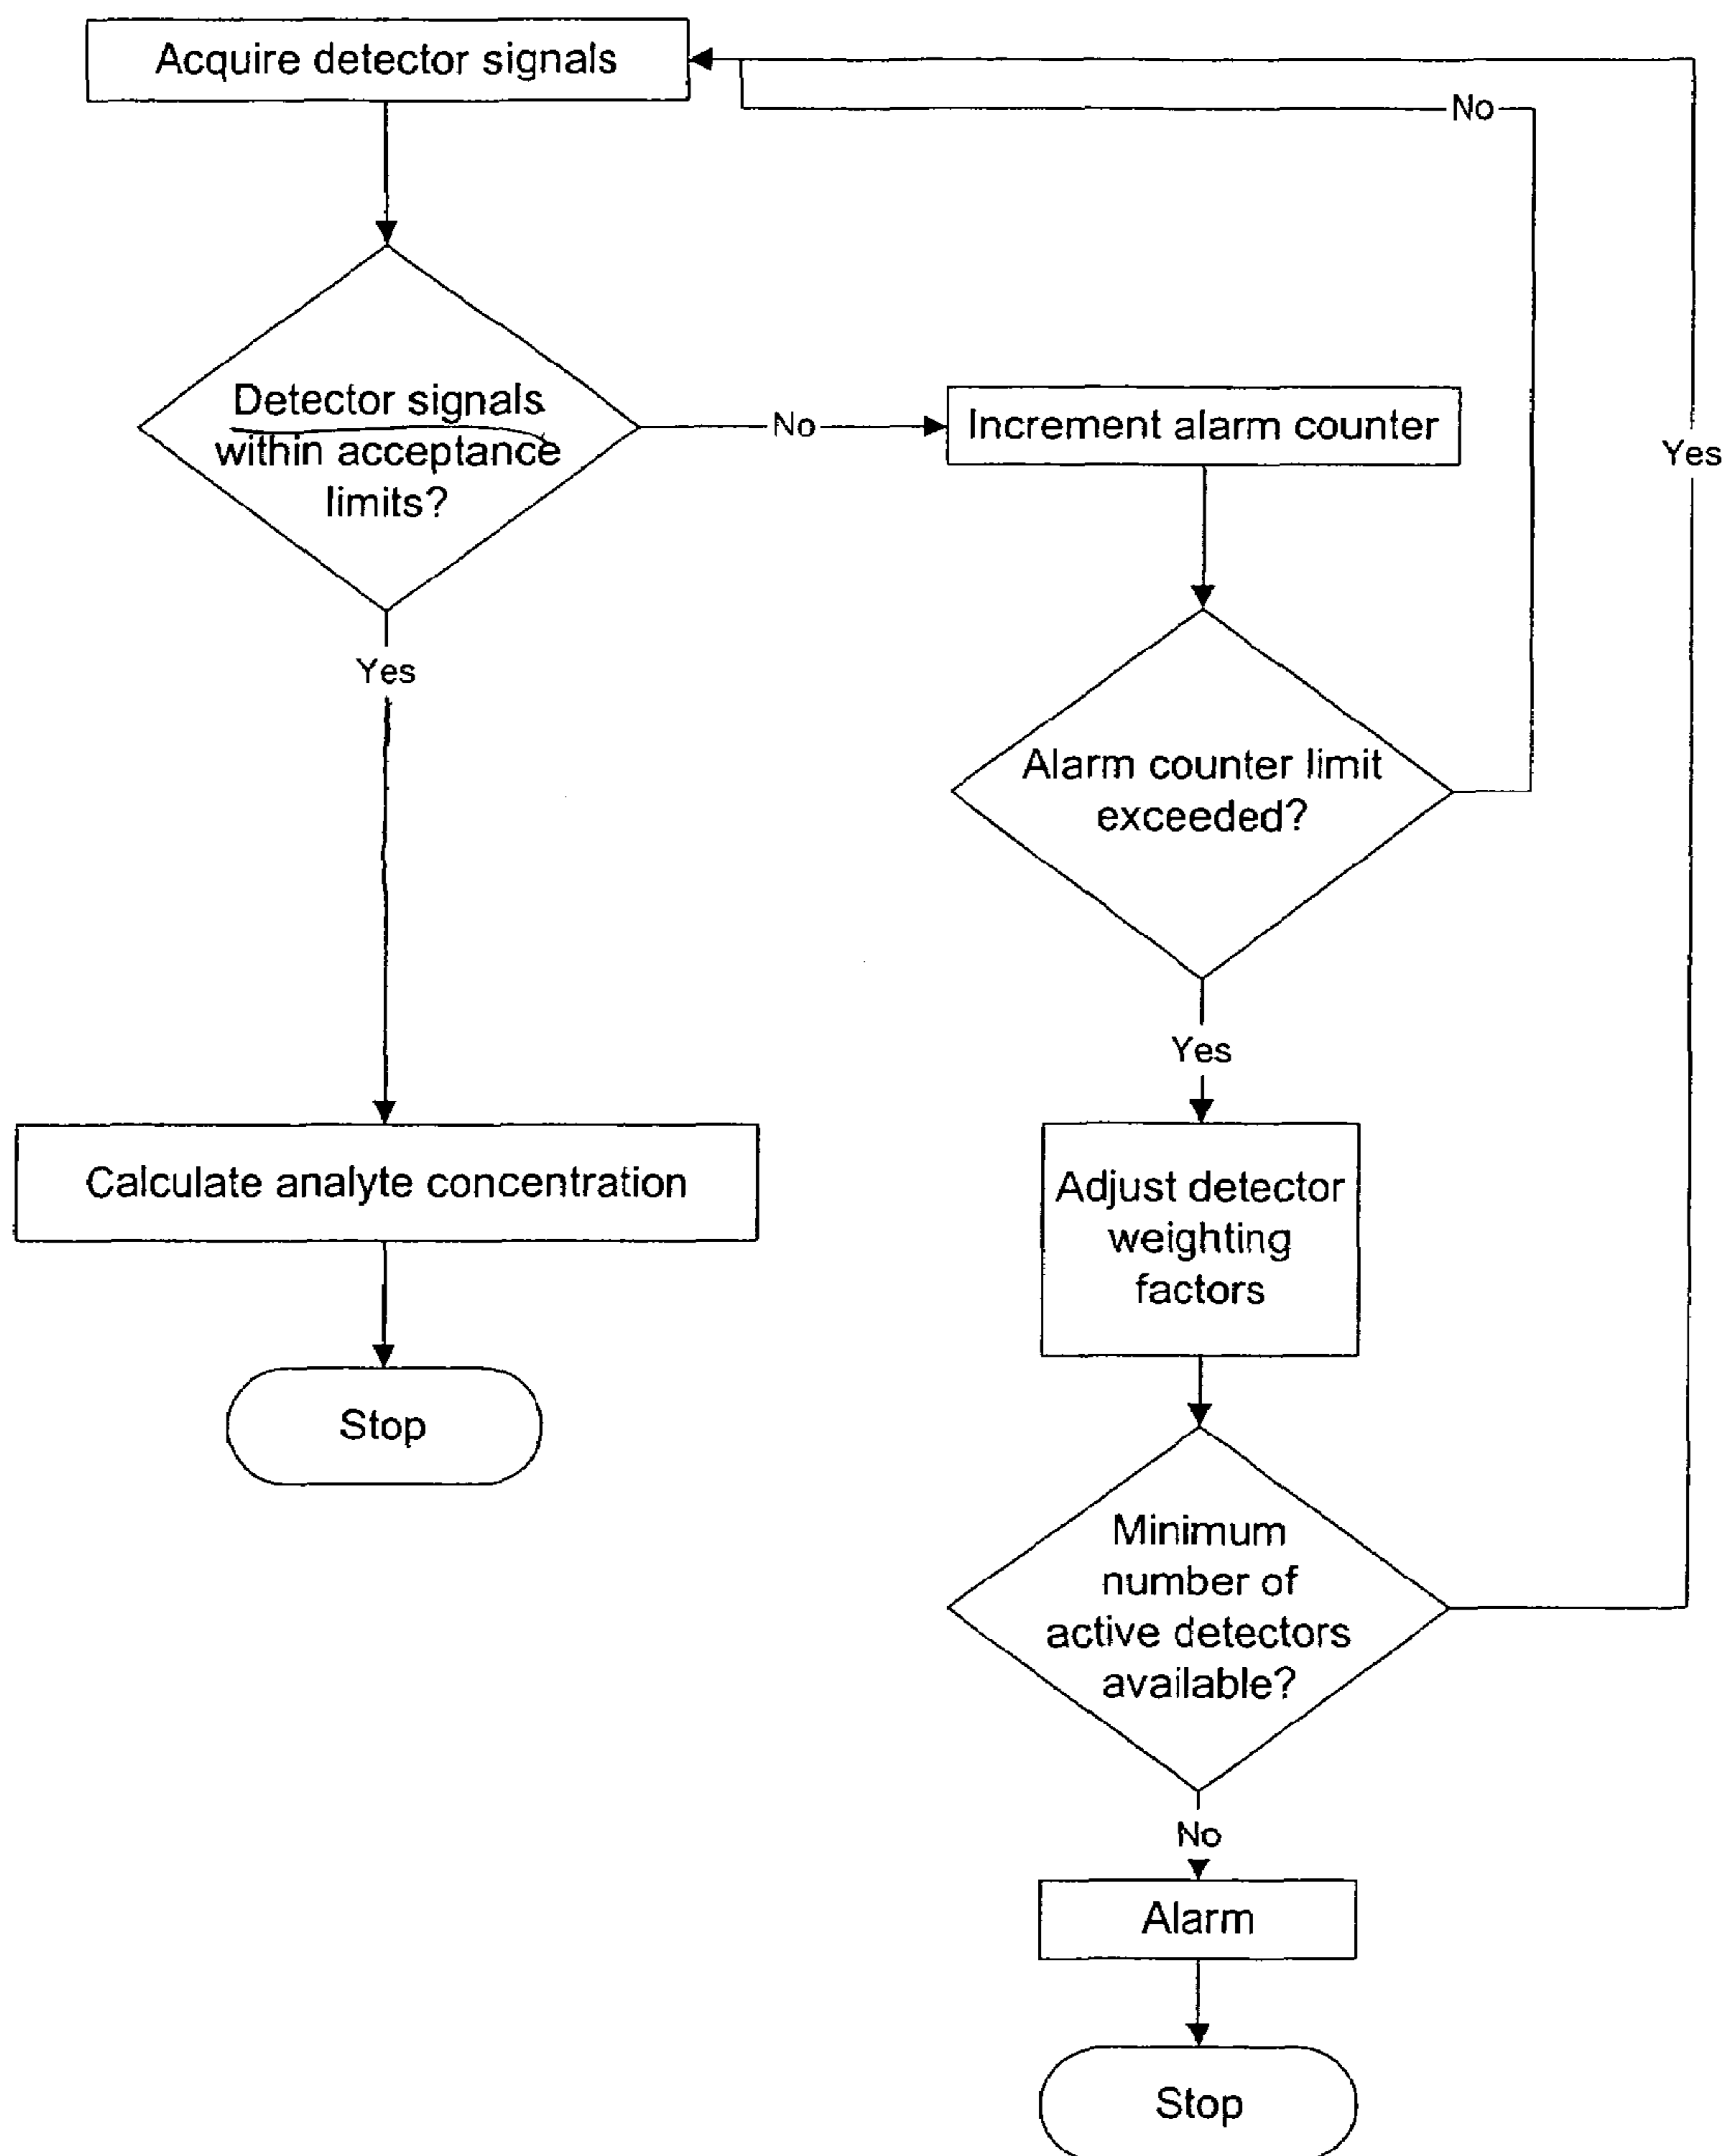 Acquire detector signals
No
Detector signals
within acceptance
limits?
No
Increment alarm counter
Yes
Yes
Alarm counter limit
exceeded?
Yes
Calculate analyte concentration
Adjust detector
weighting
factors
Stop
Minimum
number of
active detectors
available?
No
Alarm
Stop